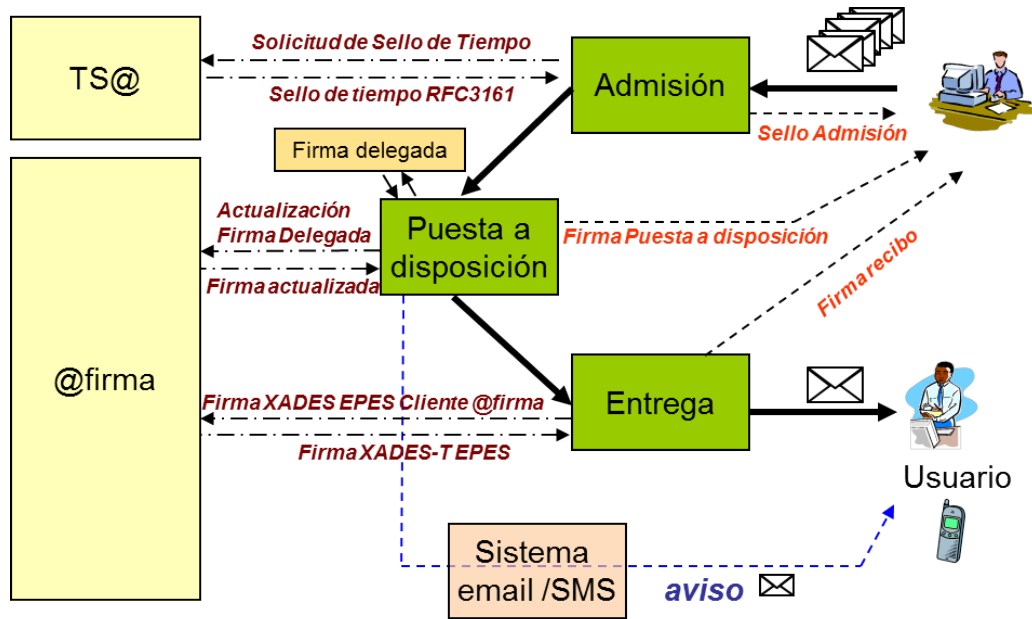 Solicitud de Sello de Tiempo
TS@
Admisión
Sello de tiempo RFC3161
Sello Admisión
Firma delegada
Actualización
Firma Delegada
Puesta a
disposición
Firma Puesta a disposición
Firma actualizada
Firma recibo
@firma
Firma XADES EPES Cliente @firma
Entrega
Firma XADES-T EPES
Usuario
Sistema
email /SMS
aviso